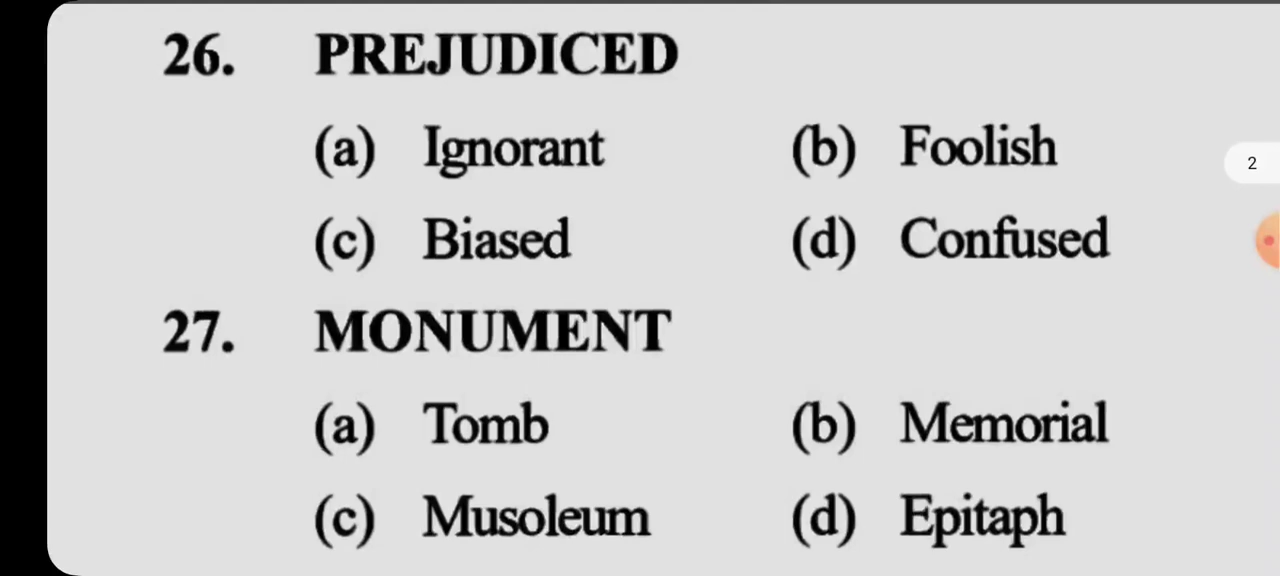 26. PREJUDICED
(a) Ignorant (b) Foolish
2
(c) Biased (d) Confused
27. MONUMENT
(a) Tomb (b) Memorial
(c) Musoleum (d) Epitaph